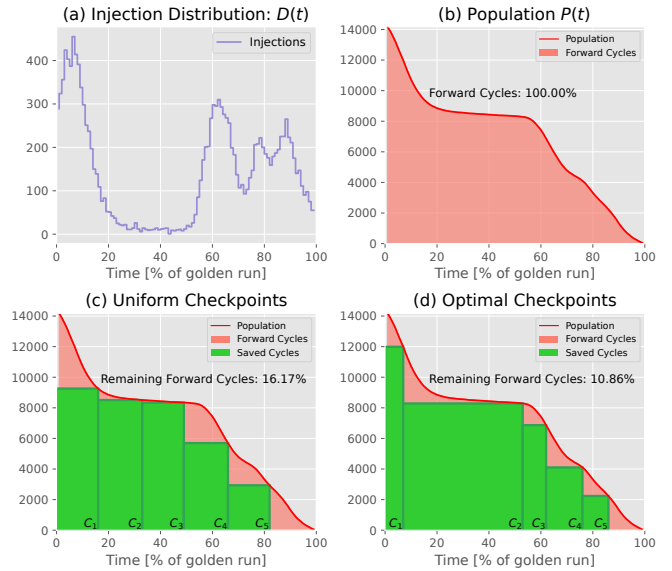 (a) Injection Distribution: D(t)
Injections
400
300
200
100
0
0 20 40 60 80 100
Time [% of golden run]
(b) Population P(t)
Population
Forward Cycles
Forward Cycles: 100.00%
14000
12000
10000
8000
6000
4000
2000
0
0 20 40 60 80 100
Time [% of golden run]
(c) Uniform Checkpoints
Population
Forward Cycles
Saved Cycles
Remaining Forward Cycles: 16.17%
14000
12000
10000
8000
6000
4000
2000
0
C1 C2 C3 C4 C5
0 20 40 60 80 100
Time [% of golden run]
(d) Optimal Checkpoints
Population
Forward Cycles
Saved Cycles
Remaining Forward Cycles: 10.86%
14000
12000
10000
8000
6000
4000
2000
0
C1 C2 C3 C4 C5
0 20 40 60 80 100
Time [% of golden run]